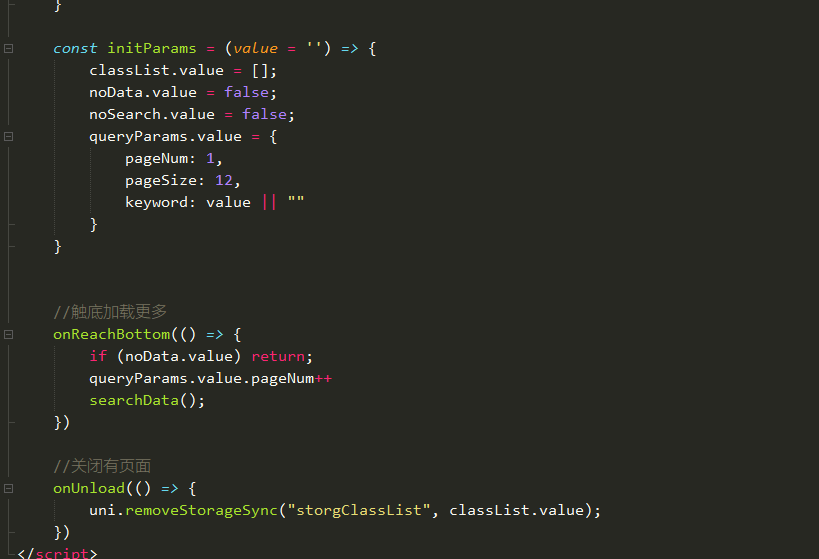 }
const initParams = (value = '') => {
classList.value = [];
noData.value = false;
noSearch.value = false;
queryParams.value = {
pageNum: 1,
pageSize: 12,
keyword: value || ""
}
}
//触底加载更多
onReachBottom(() => {
if (noData.value) return;
queryParams.value.pageNum++
searchData();
})
//关闭有页面
onUnload(() => {
uni.removeStorageSync("storgClassList", classList.value);
})
</script>